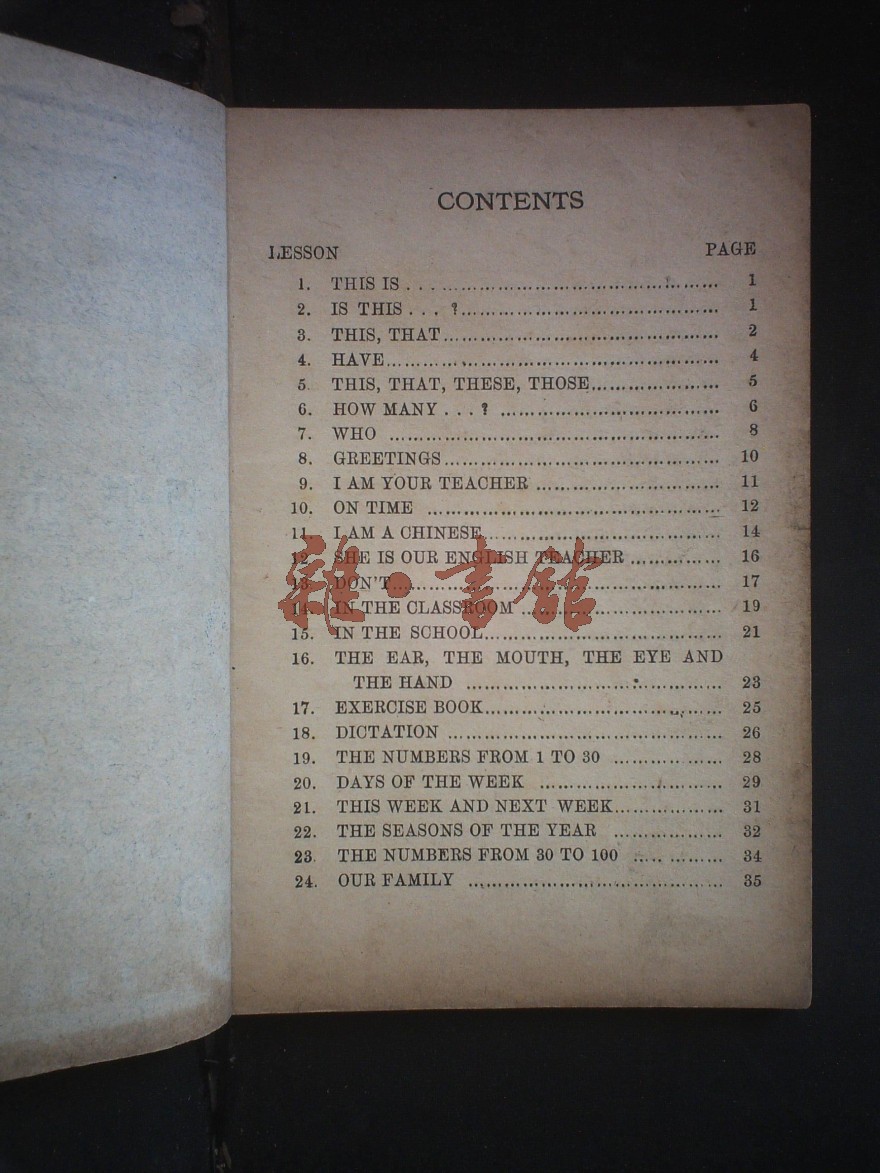 CONTENTS
LESSON PAGE
1. THIS IS . . . 1
2. IS THIS . . . ? 1
3. THIS, THAT 2
4. HAVE 4
5. THIS, THAT, THESE, THOSE 5
6. HOW MANY . . . ? 6
7. WHO 8
8. GREETINGS 10
9. I AM YOUR TEACHER 11
10. ON TIME 12
11. I AM A CHINESE 14
12. SHE IS OUR ENGLISH TEACHER 16
13. DON'T 17
14. IN THE CLASSROOM 19
15. IN THE SCHOOL 21
16. THE EAR, THE MOUTH, THE EYE AND
THE HAND 23
17. EXERCISE BOOK 25
18. DICTATION 26
19. THE NUMBERS FROM 1 TO 30 28
20. DAYS OF THE WEEK 29
21. THIS WEEK AND NEXT WEEK 31
22. THE SEASONS OF THE YEAR 32
23. THE NUMBERS FROM 30 TO 100 34
24. OUR FAMILY 35
雜·書館